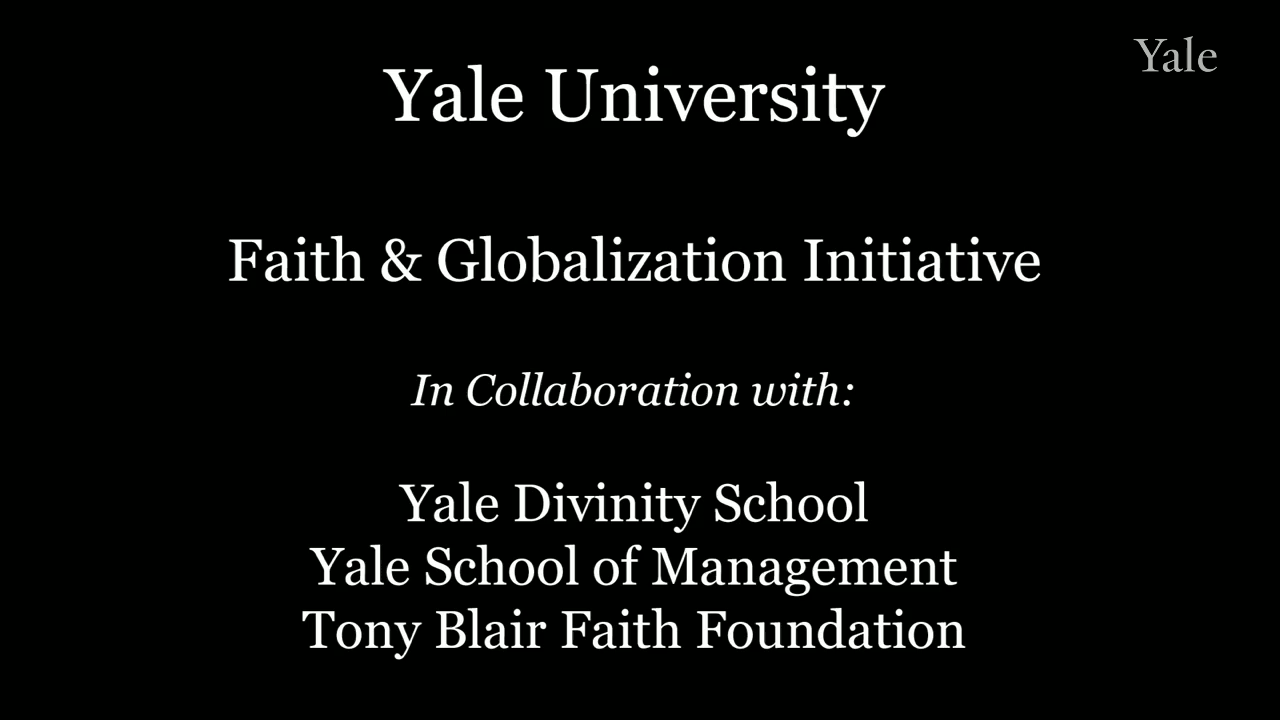 Yale
Yale University
Faith & Globalization Initiative
In Collaboration with:
Yale Divinity School
Yale School of Management
Tony Blair Faith Foundation